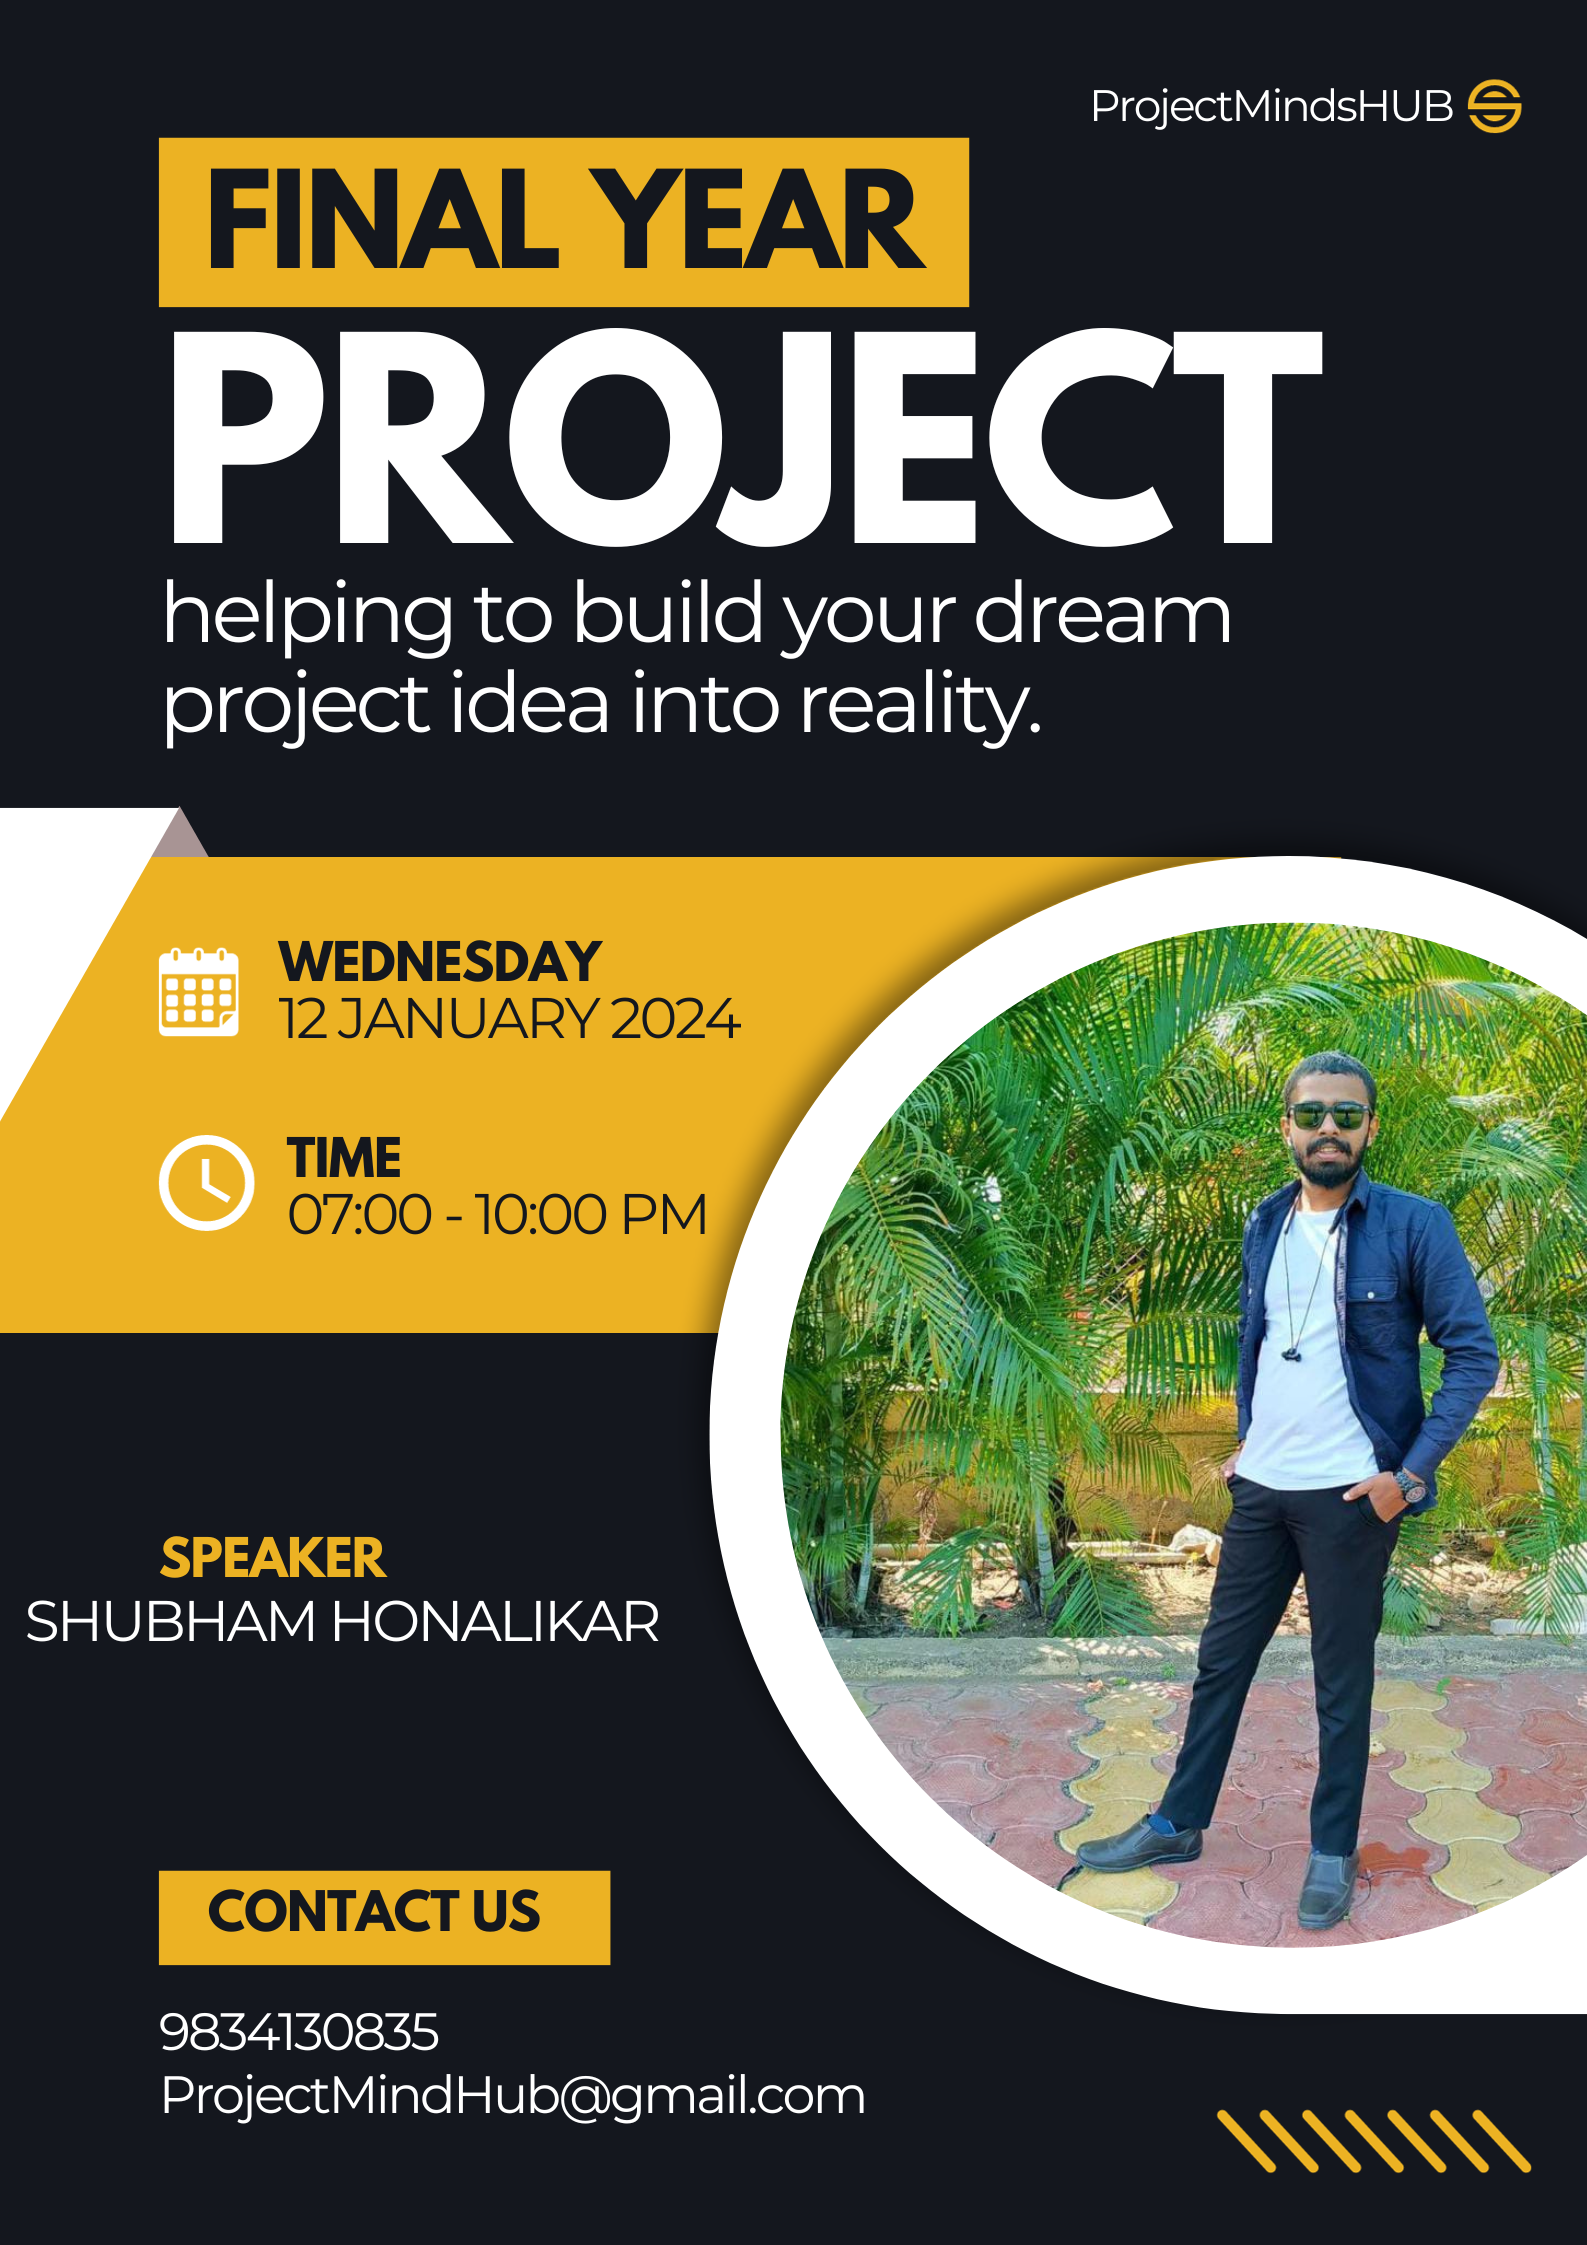 ProjectMindsHUB
FINAL YEAR
PROJECT
helping to build your dream
project idea into reality.
WEDNESDAY
12 JANUARY 2024
TIME
07:00 - 10:00 PM
SPEAKER
SHUBHAM HONALIKAR
CONTACT US
9834130835
ProjectMindHub@gmail.com